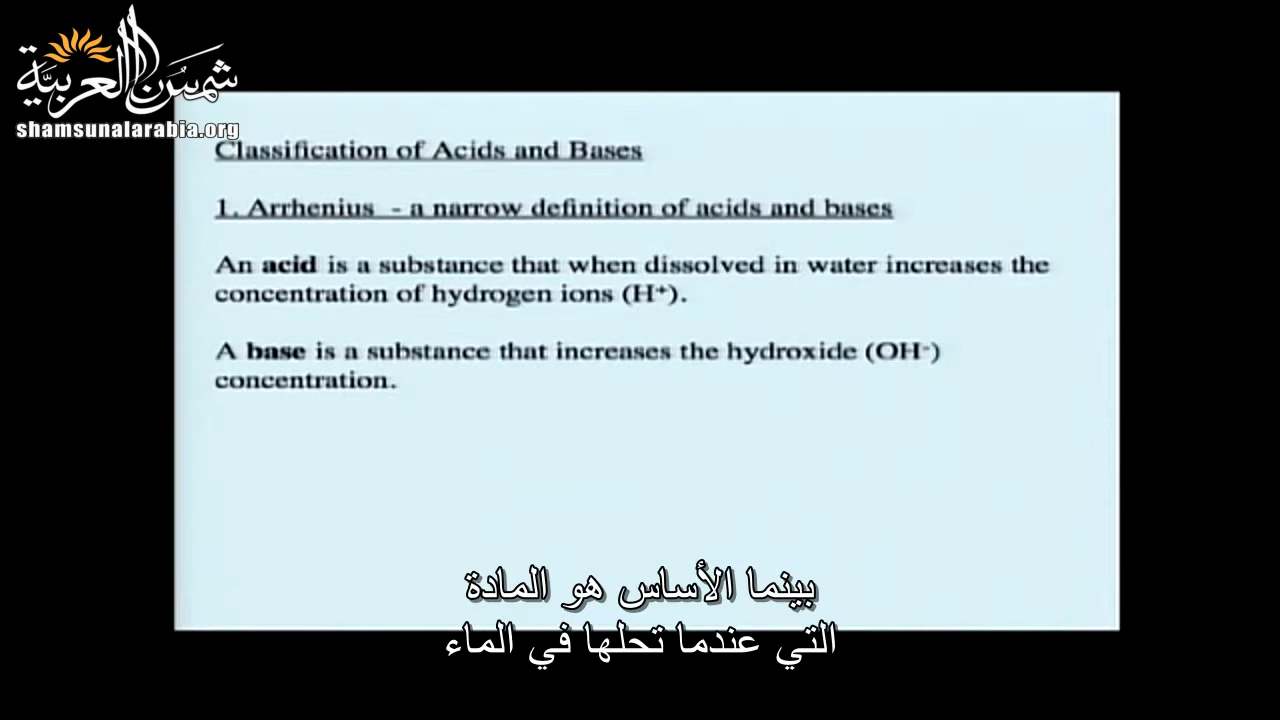 شمس العربية
shamsunalarabia.org
Classification of Acids and Bases
1. Arrhenius - a narrow definition of acids and bases
An acid is a substance that when dissolved in water increases the
concentration of hydrogen ions (H⁺).
A base is a substance that increases the hydroxide (OH⁻)
concentration.
بينما الأساس هو المادة
التي عندما تحلها في الماء